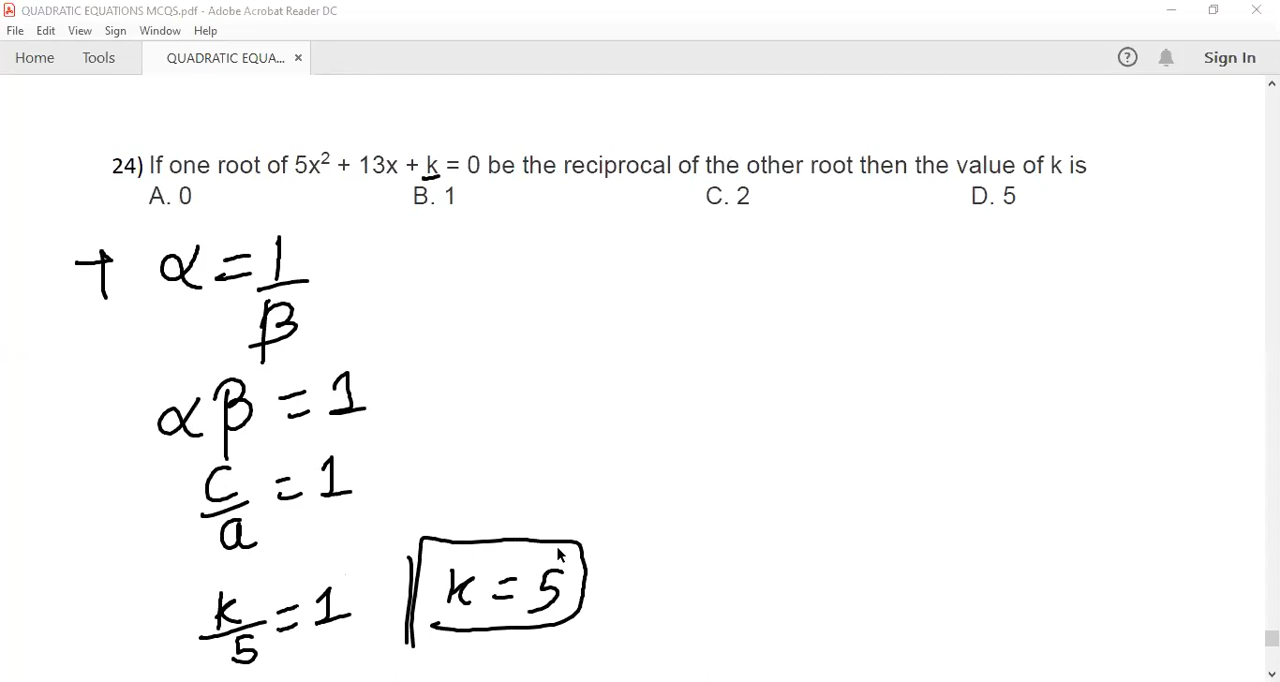 QUADRATIC EQUATIONS MCQS.pdf - Adobe Acrobat Reader DC
File Edit View Sign Window Help
Home Tools QUADRATIC EQUA... × ? Sign In
24) If one root of 5x² + 13x + k = 0 be the reciprocal of the other root then the value of k is
A. 0 B. 1 C. 2 D. 5
→ α = 1/β
αβ = 1
c/a = 1
k/5 = 1
k = 5